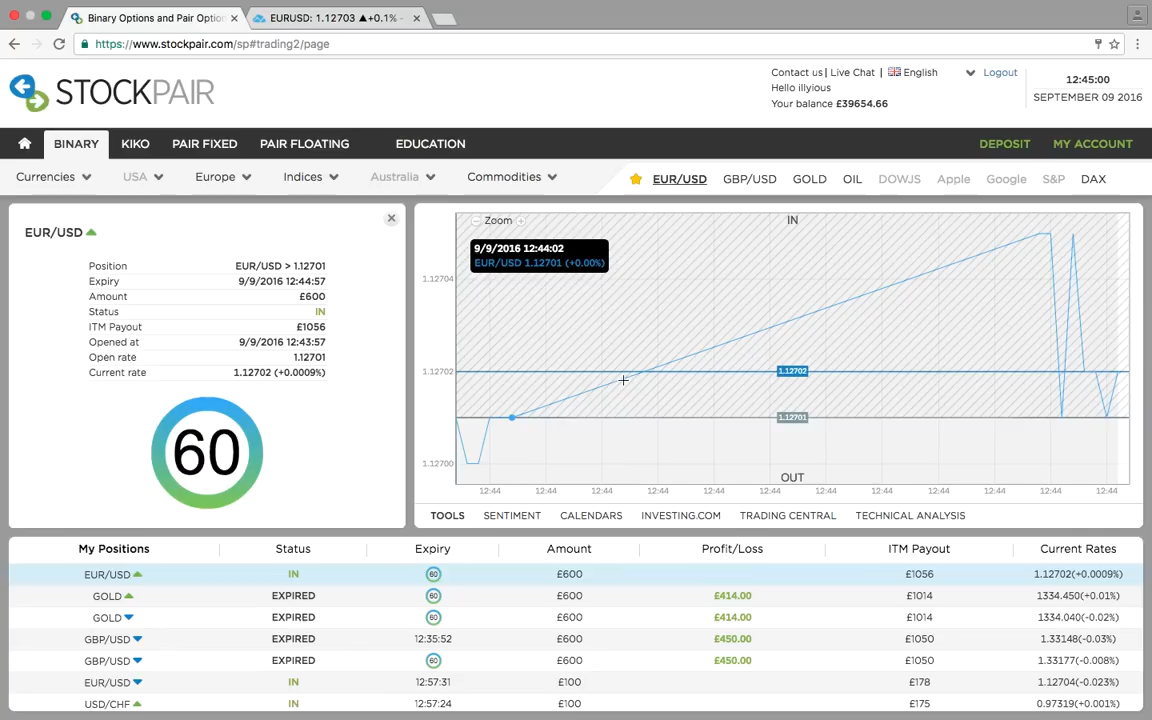 Binary Options and Pair Optio
EURUSD: 1.12703 ▲+0.1% -
https://www.stockpair.com/sp#trading2/page
STOCKPAIR
Contact us | Live Chat | English
Logout
Hello illyious
Your balance £39654.66
12:45:00
SEPTEMBER 09 2016
BINARY KIKO PAIR FIXED PAIR FLOATING EDUCATION DEPOSIT MY ACCOUNT
Currencies USA Europe Indices Australia Commodities EUR/USD GBP/USD GOLD OIL DOWJS Apple Google S&P DAX
EUR/USD
Position EUR/USD > 1.12701
Expiry 9/9/2016 12:44:57
Amount £600
Status IN
ITM Payout £1056
Opened at 9/9/2016 12:43:57
Open rate 1.12701
Current rate 1.12702 (+0.0009%)
60
Zoom
IN
9/9/2016 12:44:02
EUR/USD 1.12701 (+0.00%)
1.12704
1.12702
1.12702
1.12701
1.12700
OUT
12:44 12:44 12:44 12:44 12:44 12:44 12:44 12:44 12:44 12:44 12:44 12:44
TOOLS SENTIMENT CALENDARS INVESTING.COM TRADING CENTRAL TECHNICAL ANALYSIS
My Positions Status Expiry Amount Profit/Loss ITM Payout Current Rates
EUR/USD IN 60 £600 £1056 1.12702(+0.0009%)
GOLD EXPIRED 60 £600 £414.00 £1014 1334.450(+0.01%)
GOLD EXPIRED 60 £600 £414.00 £1014 1334.040(-0.02%)
GBP/USD EXPIRED 12:35:52 £600 £450.00 £1050 1.33148(-0.03%)
GBP/USD EXPIRED 60 £600 £450.00 £1050 1.33177(-0.008%)
EUR/USD IN 12:57:31 £100 £178 1.12704(-0.023%)
USD/CHF IN 12:57:24 £100 £175 0.97319(+0.001%)